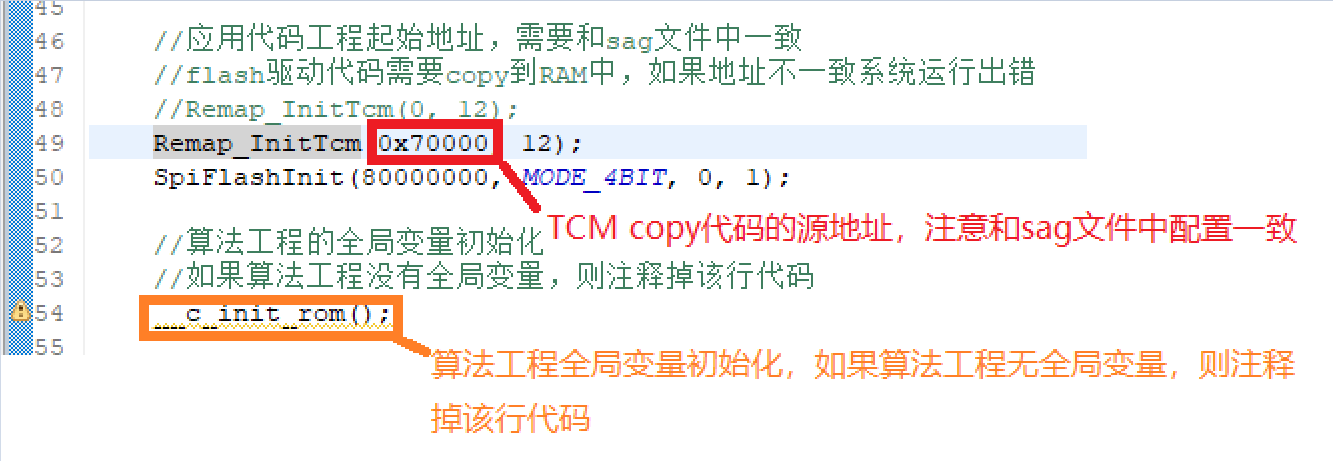 45
46 //应用代码工程起始地址，需要和sag文件中一致
47 //flash驱动代码需要copy到RAM中，如果地址不一致系统运行出错
48 //Remap_InitTcm(0, 12);
49 Remap_InitTcm 0x70000 12);
50 SpiFlashInit(80000000, MODE_4BIT, 0, 1);
51
TCM copy代码的源地址，注意和sag文件中配置一致
52 //算法工程的全局变量初始化
53 //如果算法工程没有全局变量，则注释掉该行代码
54 __c_init_rom();
55
算法工程全局变量初始化，如果算法工程无全局变量，则注释
掉该行代码